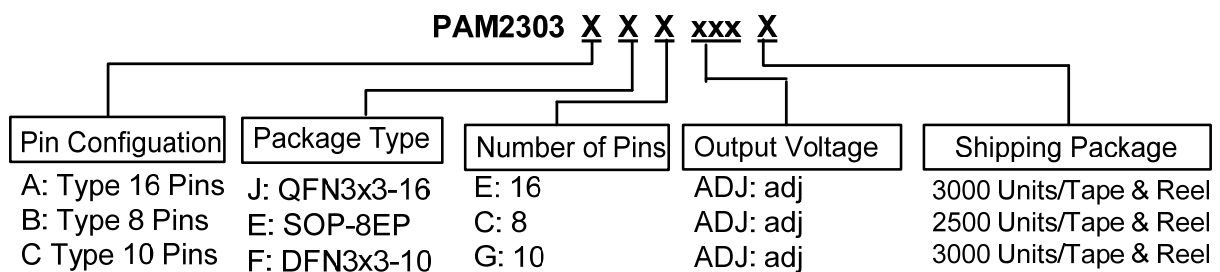 PAM2303 X X X xxx X
Pin Configuation
A: Type 16 Pins
B: Type 8 Pins
C Type 10 Pins
Package Type
J: QFN3x3-16
E: SOP-8EP
F: DFN3x3-10
Number of Pins
E: 16
C: 8
G: 10
Output Voltage
ADJ: adj
ADJ: adj
ADJ: adj
Shipping Package
3000 Units/Tape & Reel
2500 Units/Tape & Reel
3000 Units/Tape & Reel